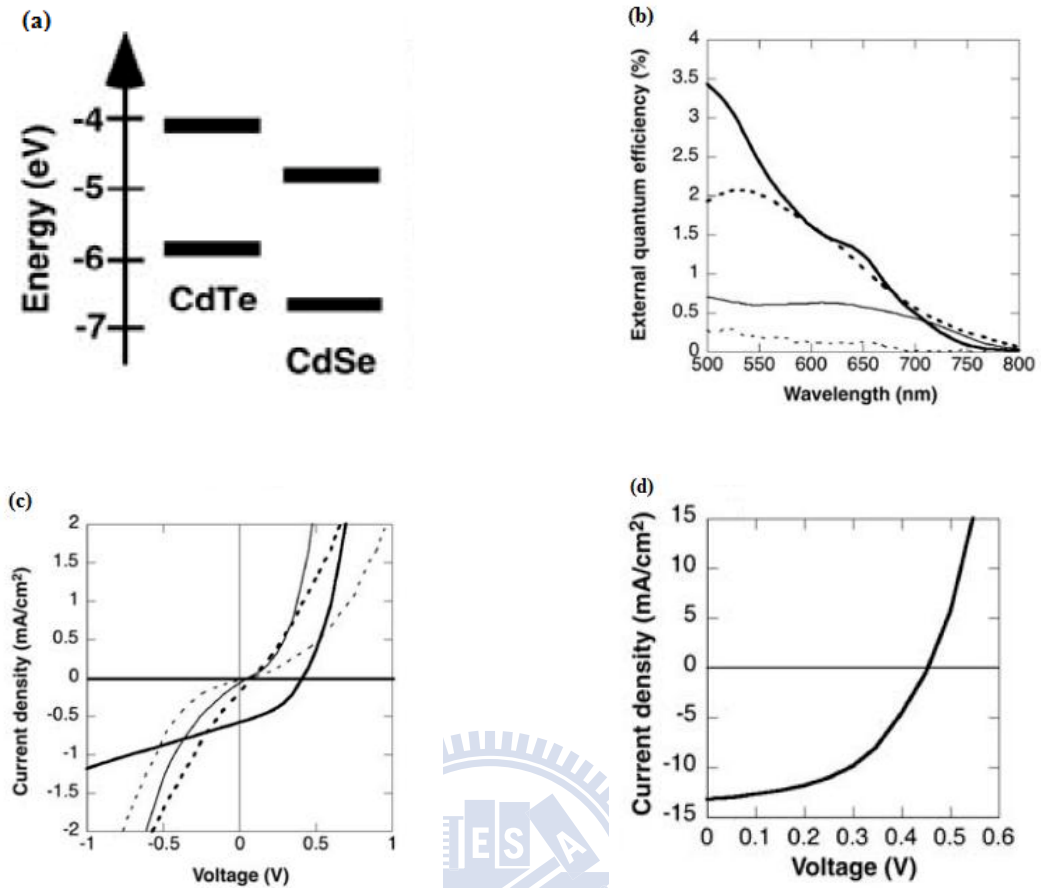 (a)
Energy (eV)
-4
-5
-6
-7
CdTe
CdSe
(b)
External quantum efficiency (%)
4
3.5
3
2.5
2
1.5
1
0.5
0
500 550 600 650 700 750 800
Wavelength (nm)
(c)
Current density (mA/cm²)
2
1.5
1
0.5
0
-0.5
-1
-1.5
-2
-1 -0.5 0 0.5 1
Voltage (V)
(d)
Current density (mA/cm²)
15
10
5
0
-5
-10
-15
0 0.1 0.2 0.3 0.4 0.5 0.6
Voltage (V)
ESA